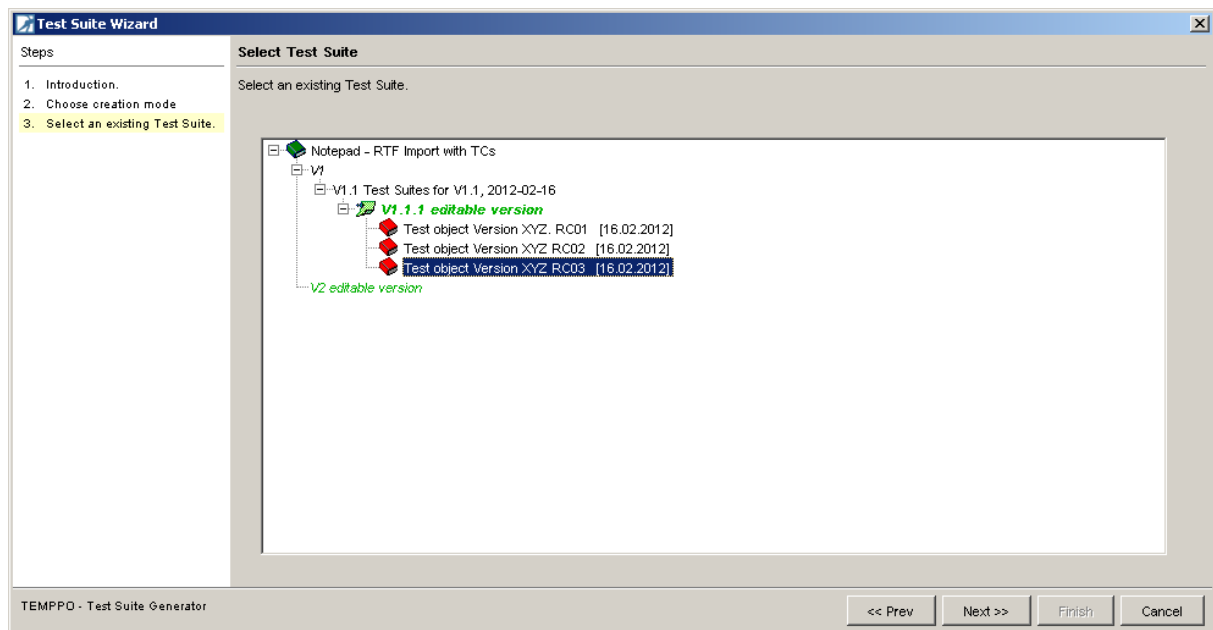 Test Suite Wizard
Steps
1. Introduction.
2. Choose creation mode
3. Select an existing Test Suite.
Select Test Suite
Select an existing Test Suite.
Notepad - RTF Import with TCs
V1
V1.1 Test Suites for V1.1, 2012-02-16
V1.1.1 editable version
Test object Version XYZ. RC01 [16.02.2012]
Test object Version XYZ RC02 [16.02.2012]
Test object Version XYZ RC03 [16.02.2012]
V2 editable version
TEMPPO - Test Suite Generator
<< Prev Next >> Finish Cancel